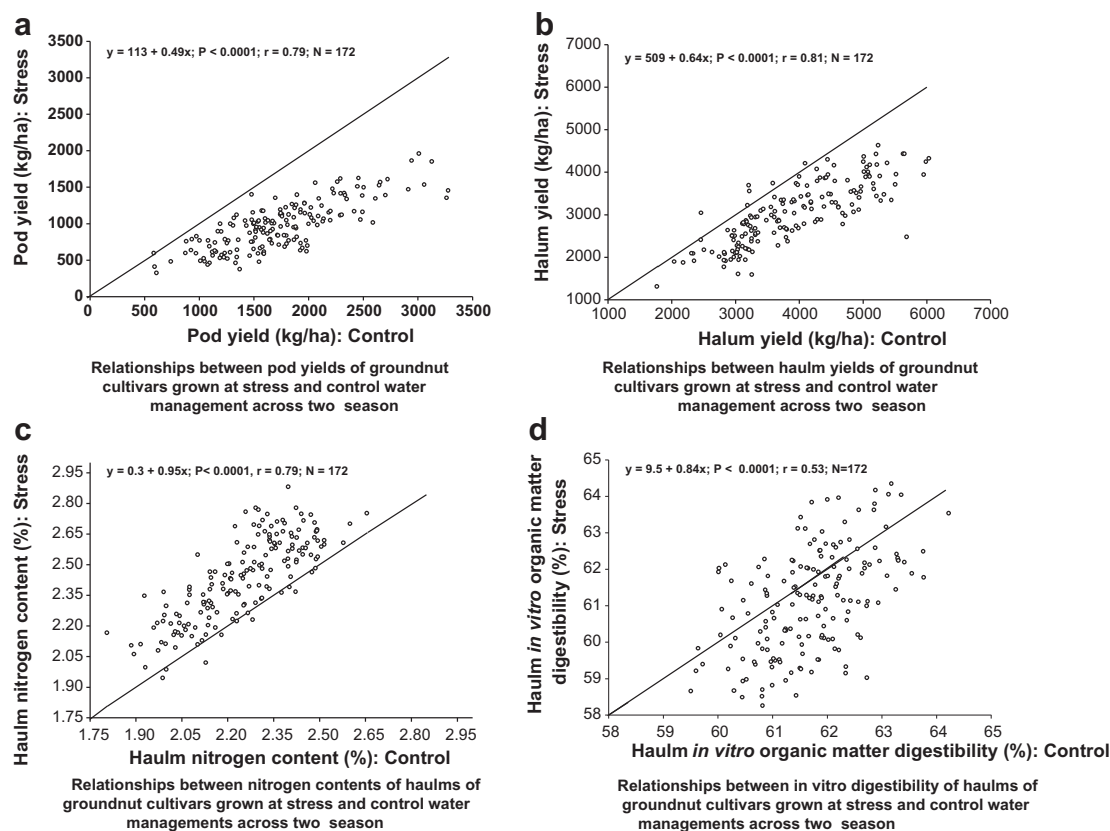 a
y = 113 + 0.49x; P < 0.0001; r = 0.79; N = 172
Pod yield (kg/ha): Stress
3500
3000
2500
2000
1500
1000
500
0
0 500 1000 1500 2000 2500 3000 3500
Pod yield (kg/ha): Control
Relationships between pod yields of groundnut
cultivars grown at stress and control water
management across two season
b
y = 509 + 0.64x; P < 0.0001; r = 0.81; N = 172
Halum yield (kg/ha): Stress
7000
6000
5000
4000
3000
2000
1000
1000 2000 3000 4000 5000 6000 7000
Halum yield (kg/ha): Control
Relationships between haulm yields of groundnut
cultivars grown at stress and control water
management across two season
c
y = 0.3 + 0.95x; P< 0.0001, r = 0.79; N = 172
Haulm nitrogen content (%): Stress
2.95
2.80
2.65
2.50
2.35
2.20
2.05
1.90
1.75
1.75 1.90 2.05 2.20 2.35 2.50 2.65 2.80 2.95
Haulm nitrogen content (%): Control
Relationships between nitrogen contents of haulms of
groundnut cultivars grown at stress and control water
managements across two season
d
y = 9.5 + 0.84x; P < 0.0001; r = 0.53; N=172
Haulm in vitro organic matter
digestibility (%): Stress
65
64
63
62
61
60
59
58
58 59 60 61 62 63 64 65
Haulm in vitro organic matter digestibility (%): Control
Relationships between in vitro digestibility of haulms of
groundnut cultivars grown at stress and control water
managements across two season